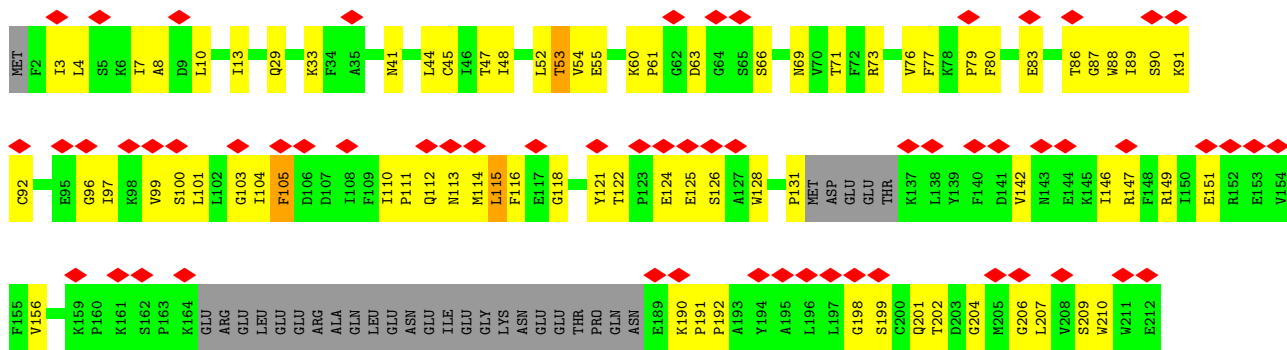 MET F2 I3 L4 S5 K6 I7 A8 D9 L10 I13 Q29 K33 F34 A35 N41 L44 C45 I46 T47 I48 L52 T53 V54 E55 K60 P61 G62 D63 G64 S65 S66 N69 V70 T71 F72 R73 V76 F77 K78 P79 F80 E83 T86 G87 W88 I89 S90 K91
C92 E95 G96 I97 K98 V99 S100 L101 L102 G103 I104 F105 D106 D107 I108 F109 I110 P111 Q112 N113 M114 L115 F116 E117 G118 Y121 T122 P123 E124 E125 S126 A127 W128 P131 MET ASP GLU GLU THR K137 L138 Y139 F140 D141 V142 N143 E144 K145 I146 R147 F148 R149 I150 E151 R152 E153 V154
F155 V156 K159 P160 K161 S162 P163 K164 GLU ARG GLU LEU GLU GLU ARG ALA GLN LEU GLU ASN GLU ILE GLU GLY LYS ASN GLU GLU THR PRO GLN ASN E189 K190 P191 P192 A193 Y194 A195 L196 L197 G198 S199 C200 Q201 T202 D203 G204 M205 G206 L207 V208 S209 W210 W211 E212